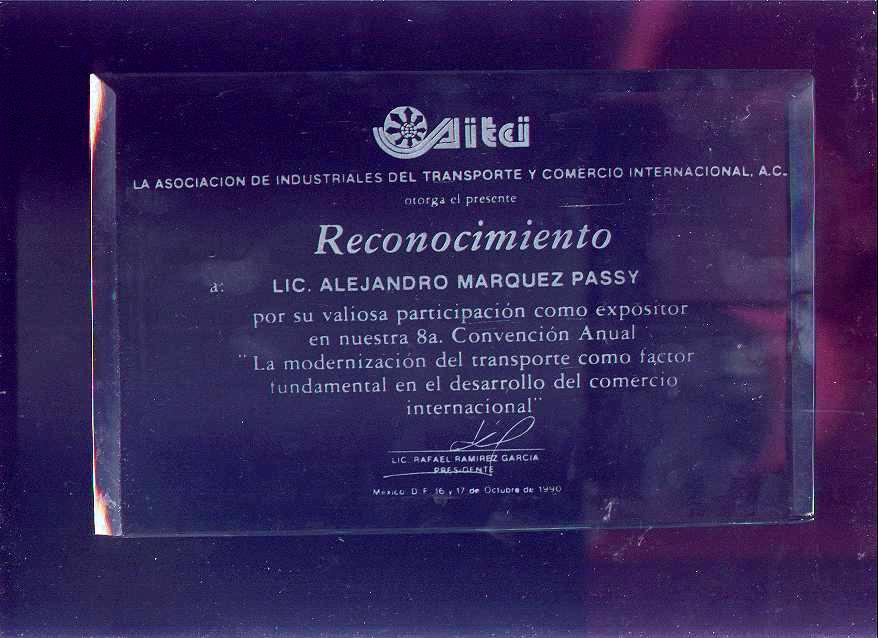 aitci
LA ASOCIACION DE INDUSTRIALES DEL TRANSPORTE Y COMERCIO INTERNACIONAL, A.C.
otorga el presente
Reconocimiento
a: LIC. ALEJANDRO MARQUEZ PASSY
por su valiosa participación como expositor
en nuestra 8a. Convención Anual
"La modernización del transporte como factor
fundamental en el desarrollo del comercio
internacional"
LIC. RAFAEL RAMIREZ GARCIA
PRESIDENTE
Mexico D.F. 16 y 17 de Octubre de 1990